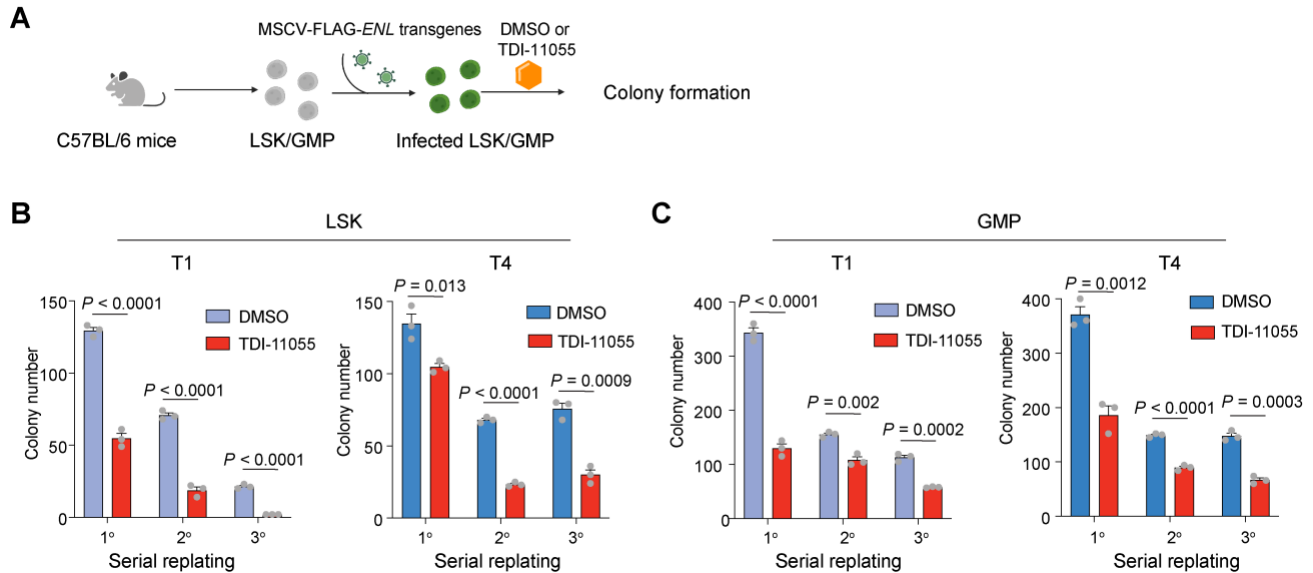 A
MSCV-FLAG-ENL transgenes
DMSO or
TDI-11055
Colony formation
C57BL/6 mice
LSK/GMP
Infected LSK/GMP
B
LSK
T1
T4
P < 0.0001
P < 0.0001
P < 0.0001
DMSO
TDI-11055
Colony number
150
100
50
0
1°
2°
3°
Serial replating
P = 0.013
P < 0.0001
P = 0.0009
DMSO
TDI-11055
Colony number
150
100
50
0
1°
2°
3°
Serial replating
C
GMP
T1
T4
P < 0.0001
P = 0.002
P = 0.0002
DMSO
TDI-11055
Colony number
400
300
200
100
0
1°
2°
3°
Serial replating
P = 0.0012
P < 0.0001
P = 0.0003
DMSO
TDI-11055
Colony number
400
300
200
100
0
1°
2°
3°
Serial replating